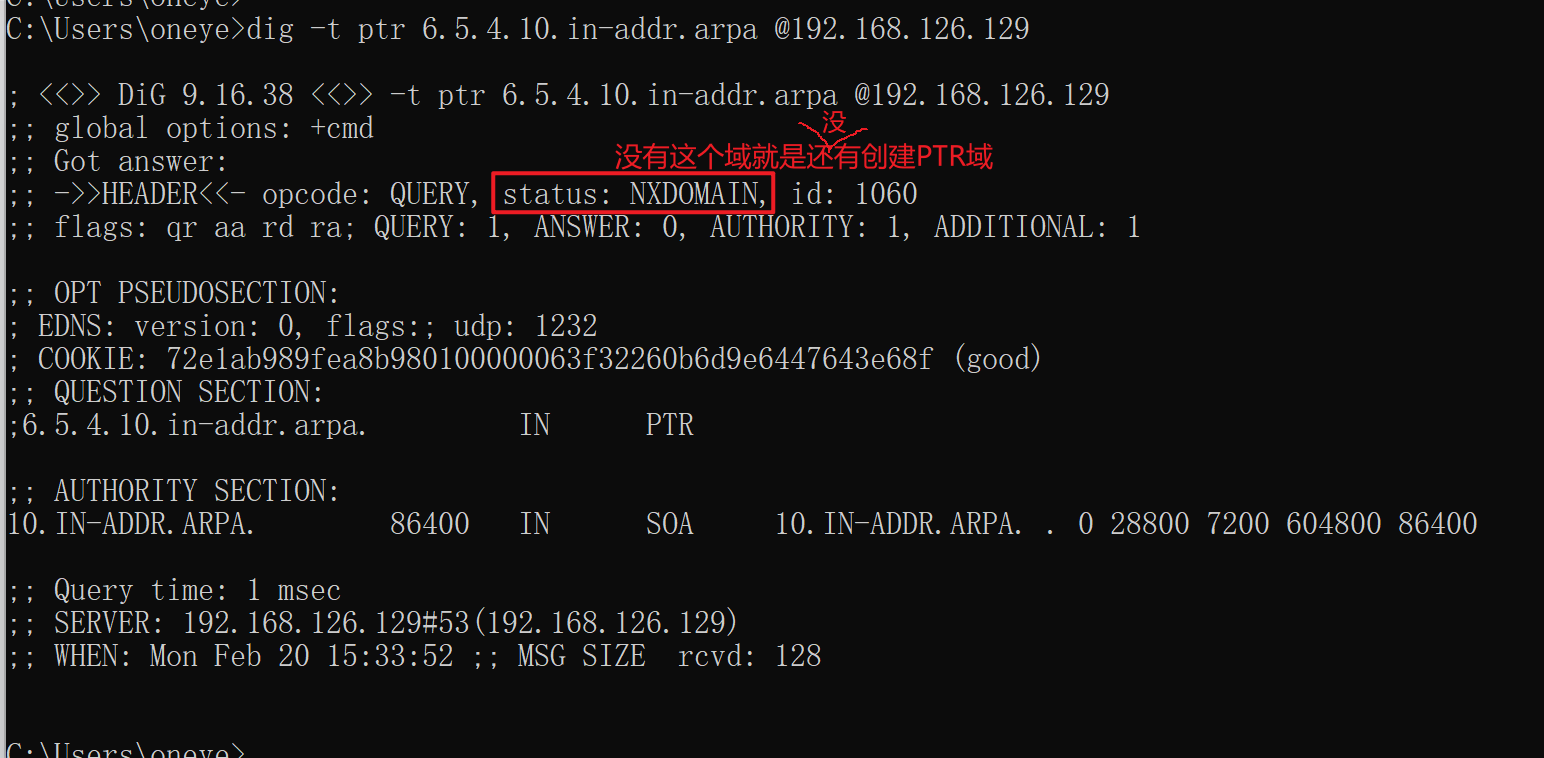 C:\Users\oneye>
C:\Users\oneye>dig -t ptr 6.5.4.10.in-addr.arpa @192.168.126.129
; <<>> DiG 9.16.38 <<>> -t ptr 6.5.4.10.in-addr.arpa @192.168.126.129
;; global options: +cmd
没
;; Got answer:
没有这个域就是还有创建PTR域
;; ->>HEADER<<- opcode: QUERY, status: NXDOMAIN, id: 1060
;; flags: qr aa rd ra; QUERY: 1, ANSWER: 0, AUTHORITY: 1, ADDITIONAL: 1
;; OPT PSEUDOSECTION:
; EDNS: version: 0, flags:; udp: 1232
; COOKIE: 72e1ab989fea8b980100000063f32260b6d9e6447643e68f (good)
;; QUESTION SECTION:
;6.5.4.10.in-addr.arpa. IN PTR
;; AUTHORITY SECTION:
10.IN-ADDR.ARPA. 86400 IN SOA 10.IN-ADDR.ARPA. . 0 28800 7200 604800 86400
;; Query time: 1 msec
;; SERVER: 192.168.126.129#53(192.168.126.129)
;; WHEN: Mon Feb 20 15:33:52 ;; MSG SIZE rcvd: 128
C:\Users\oneye>